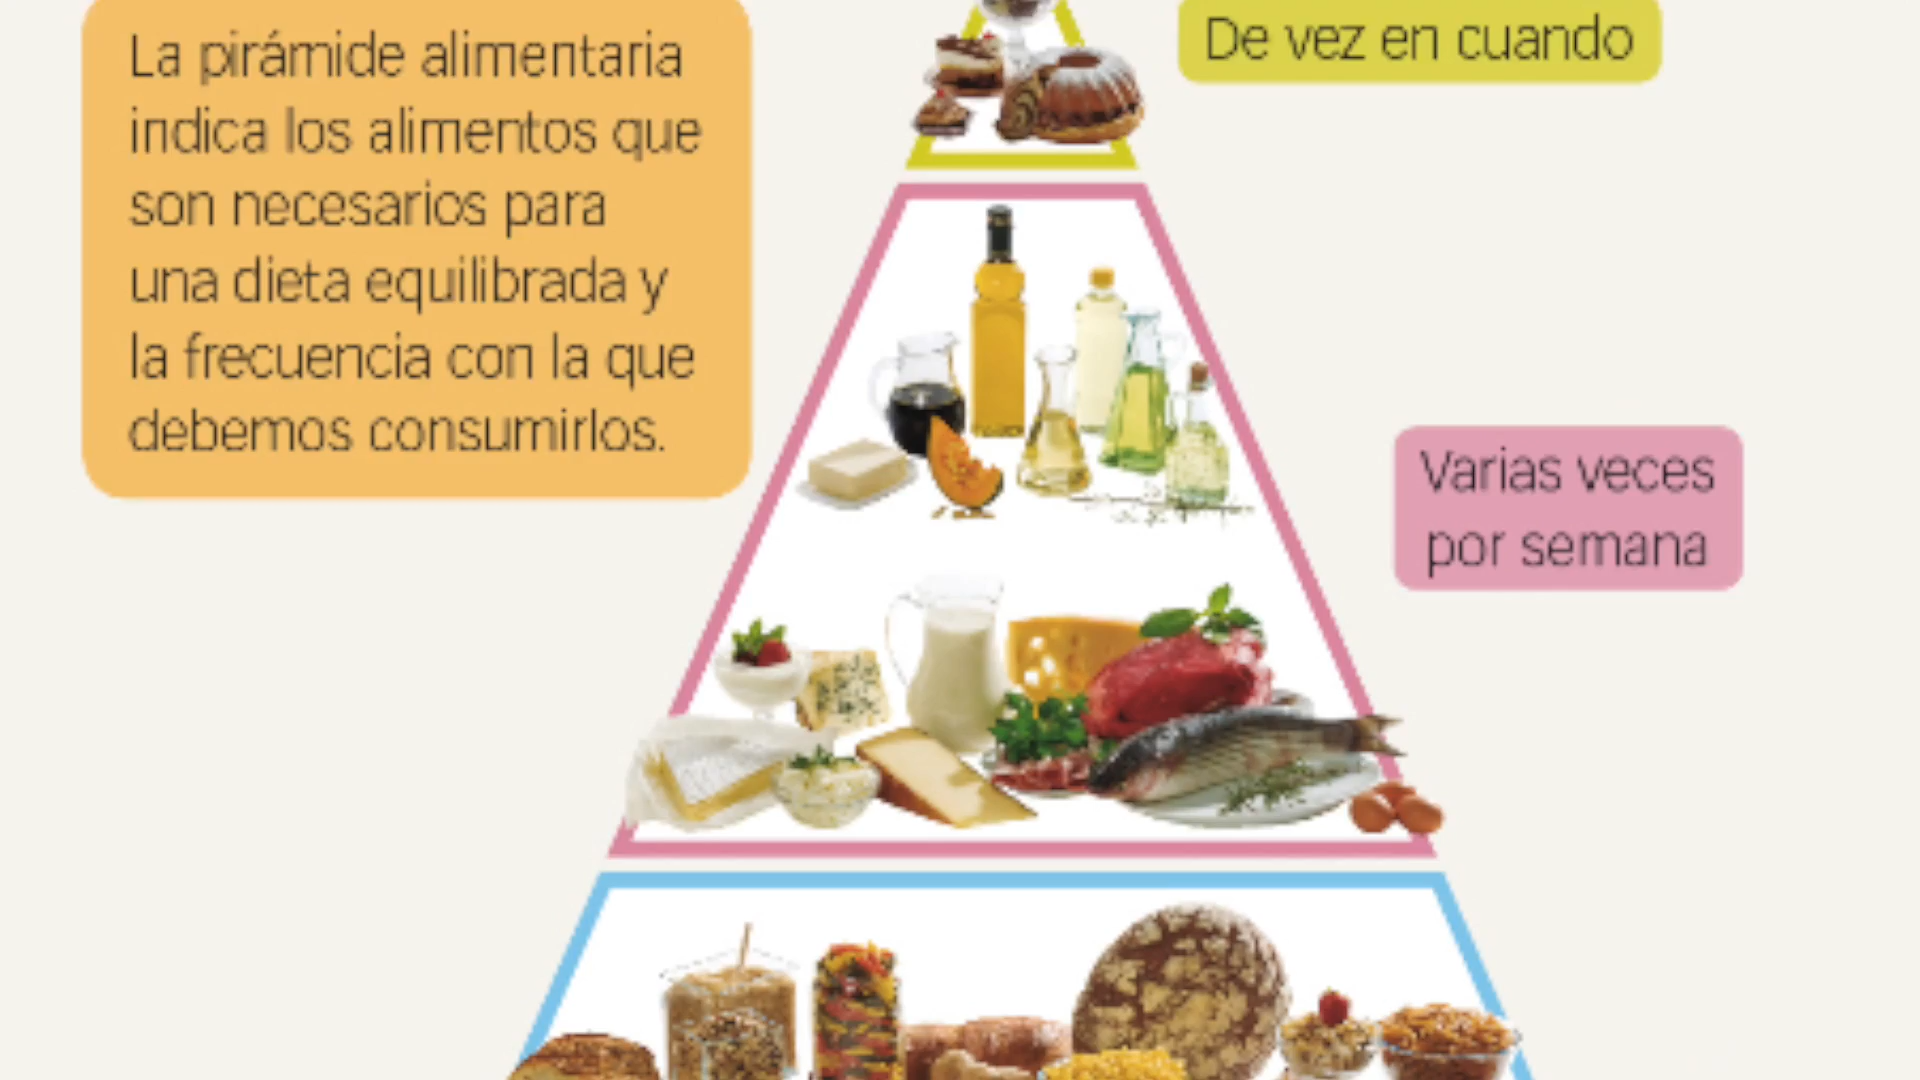 La pirámide alimentaria
indica los alimentos que
son necesarios para
una dieta equilibrada y
la frecuencia con la que
debemos consumirlos.
De vez en cuando
Varias veces
por semana